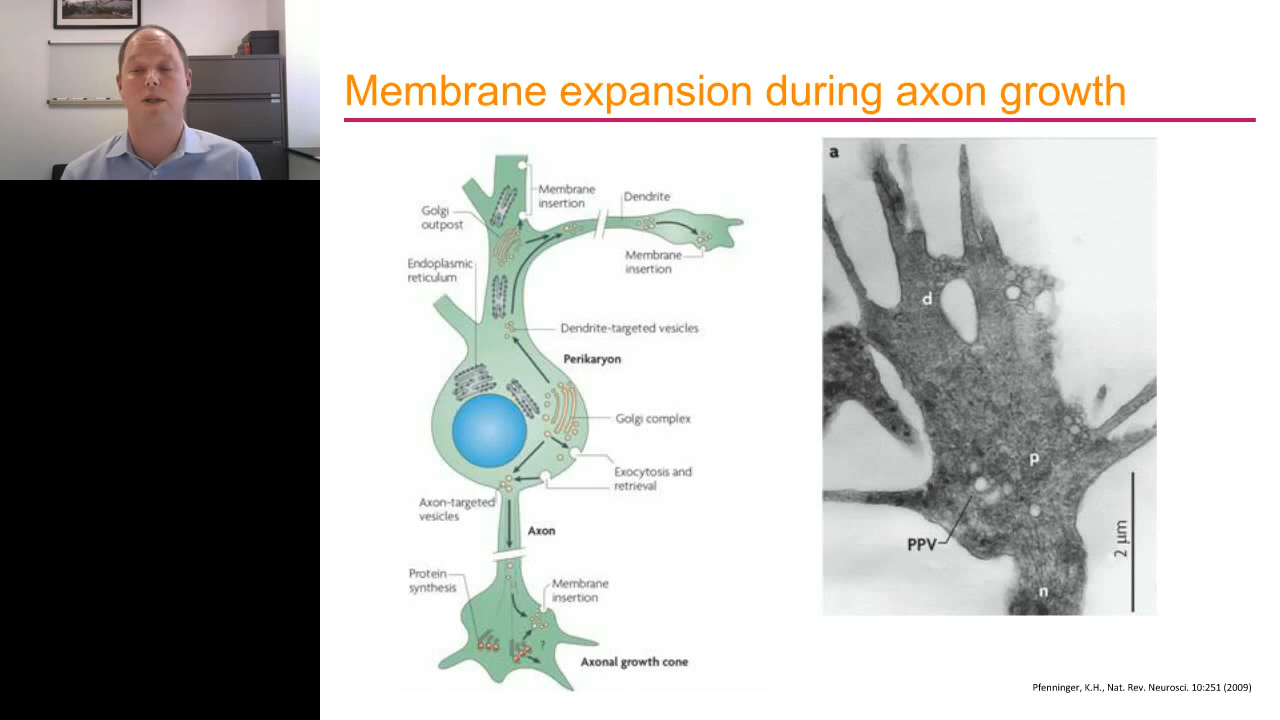 Membrane expansion during axon growth
Membrane
insertion
Dendrite
Golgi
outpost
Membrane
insertion
Endoplasmic
reticulum
Dendrite-targeted vesicles
Perikaryon
Golgi complex
Exocytosis and
retrieval
Axon-targeted
vesicles
Axon
Protein
synthesis
Membrane
insertion
?
Axonal growth cone
a
d
p
PPV
2 μm
n
Pfenninger, K.H., Nat. Rev. Neurosci. 10:251 (2009)